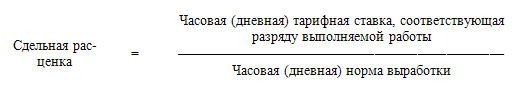 Часовая (дневная) тарифная ставка, соответствующая
разряду выполняемой работы
Сдельная рас-
ценка
=
Часовая (дневная) норма выработки